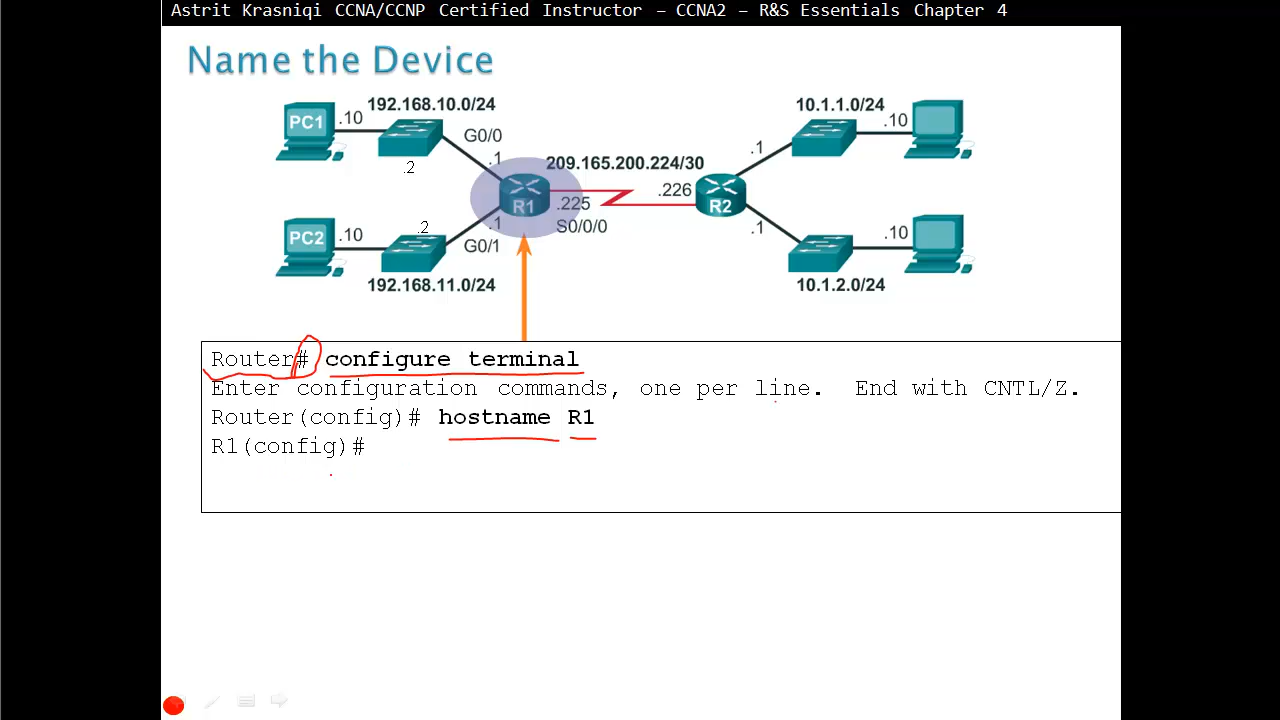 Astrit Krasniqi CCNA/CCNP Certified Instructor – CCNA2 – R&S Essentials Chapter 4
Name the Device
192.168.10.0/24
10.1.1.0/24
PC1
.10
G0/0
.10
.2
.1
209.165.200.224/30
.1
R1
.225
.226
R2
PC2
.10
.2
.1
S0/0/0
.1
.10
G0/1
192.168.11.0/24
10.1.2.0/24
Router# configure terminal
Enter configuration commands, one per line. End with CNTL/Z.
Router(config)# hostname R1
R1(config)#